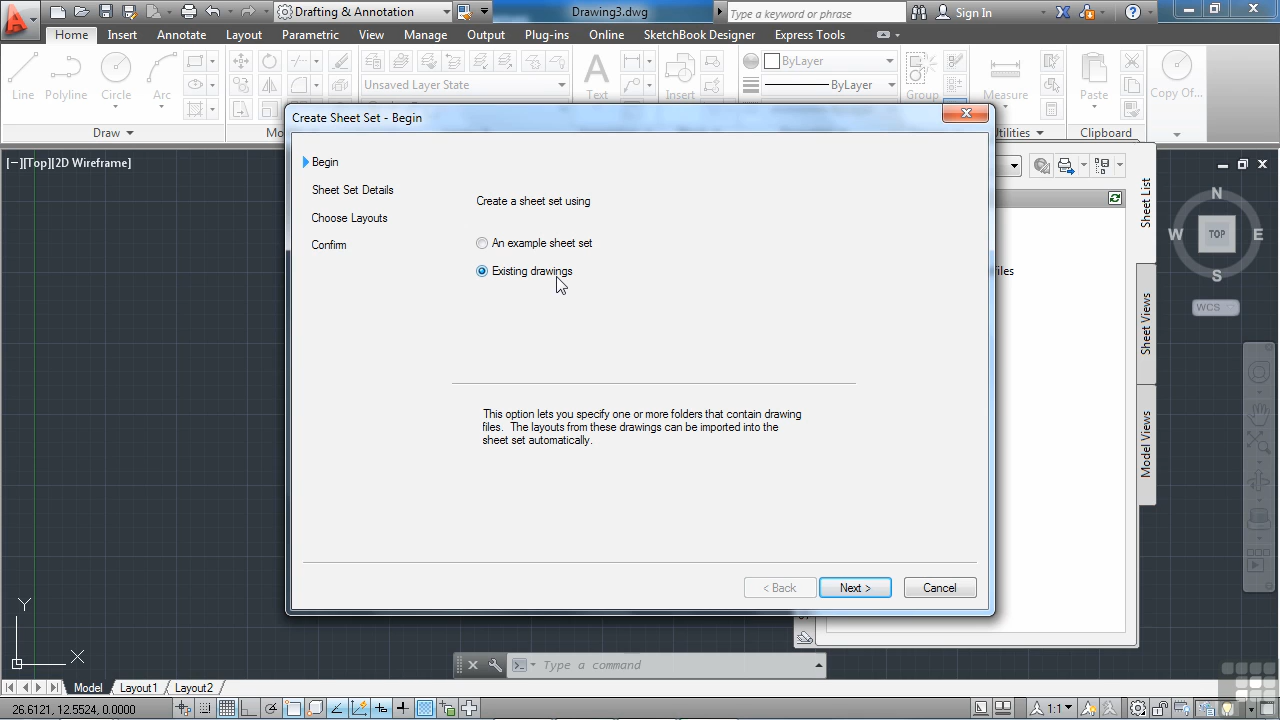 Drafting & Annotation
Drawing3.dwg
Type a keyword or phrase
Sign In
Home
Insert
Annotate
Layout
Parametric
View
Manage
Output
Plug-ins
Online
SketchBook Designer
Express Tools
Line
Polyline
Circle
Arc
Draw
Unsaved Layer State
Text
Insert
ByLayer
ByLayer
Group
Measure
Paste
Copy Of...
Utilities
Clipboard
Create Sheet Set - Begin
[−][Top][2D Wireframe]
Begin
Sheet Set Details
Choose Layouts
Confirm
Create a sheet set using
An example sheet set
Existing drawings
This option lets you specify one or more folders that contain drawing
files. The layouts from these drawings can be imported into the
sheet set automatically.
< Back
Next >
Cancel
Sheet List
Sheet Views
Model Views
N
W
TOP
E
S
WCS
Y
X
Type a command
Model
Layout1
Layout2
26.6121, 12.5524, 0.0000
1:1